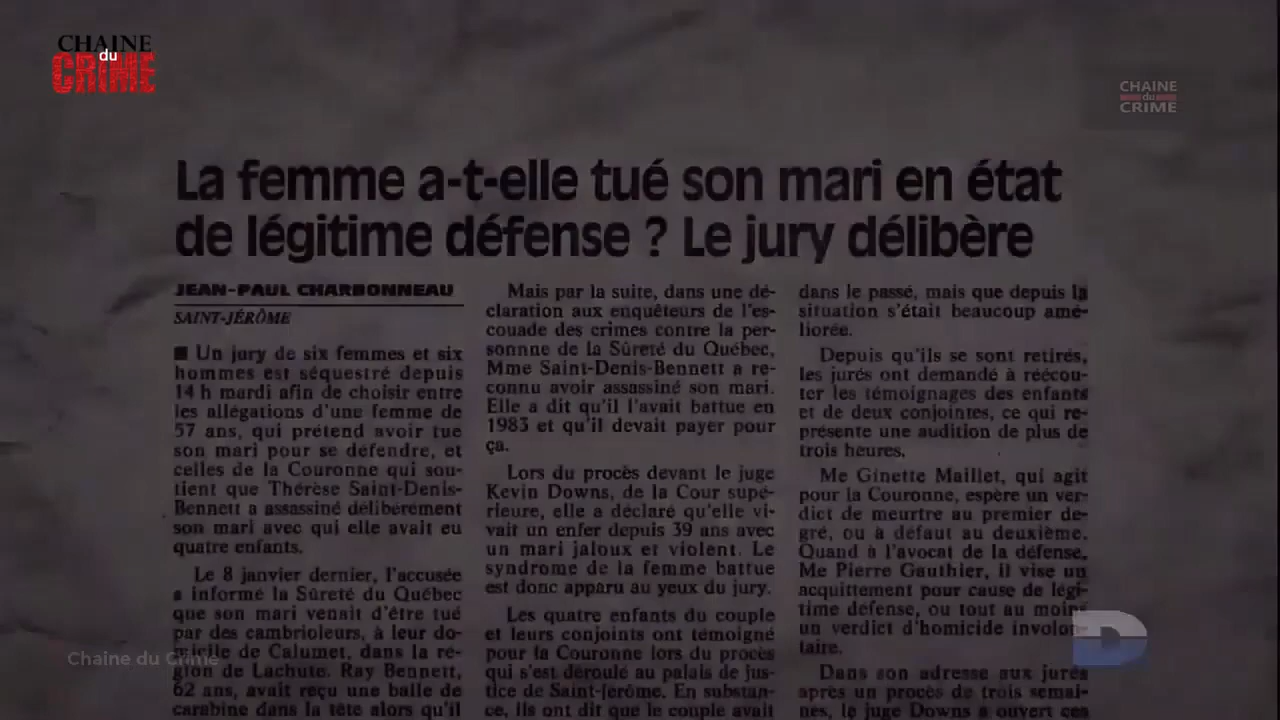 CHAINE
du
CRIME
CHAINE
du
CRIME
La femme a-t-elle tué son mari en état
de légitime défense ? Le jury délibère
JEAN-PAUL CHARBONNEAU
SAINT-JÉRÔME
■ Un jury de six femmes et six
hommes est séquestré depuis
14 h mardi afin de choisir entre
les allégations d'une femme de
57 ans, qui prétend avoir tué
son mari pour se défendre, et
celles de la Couronne qui sou-
tient que Thérèse Saint-Denis-
Bennett a assassiné délibérément
son mari avec qui elle avait eu
quatre enfants.
Le 8 janvier dernier, l'accusée
a informé la Sûreté du Québec
que son mari venait d'être tué
par des cambrioleurs, à leur do-
micile de Calumet, dans la ré-
gion de Lachute. Ray Bennett,
62 ans, avait reçu une balle de
carabine dans la tête alors qu'il
Mais par la suite, dans une dé-
claration aux enquêteurs de l'es-
couade des crimes contre la per-
sonnne de la Sûreté du Québec,
Mme Saint-Denis-Bennett a re-
connu avoir assassiné son mari.
Elle a dit qu'il l'avait battue en
1983 et qu'il devait payer pour
ça.
Lors du procès devant le juge
Kevin Downs, de la Cour supé-
rieure, elle a déclaré qu'elle vi-
vait un enfer depuis 39 ans avec
un mari jaloux et violent. Le
syndrome de la femme battue
est donc apparu au yeux du jury.
Les quatre enfants du couple
et leurs conjoints ont témoigné
pour la Couronne lors du procès
qui s'est déroulé au palais de jus-
tice de Saint-Jérôme. En substan-
ce, ils ont dit que le couple avait
dans le passé, mais que depuis la
situation s'était beaucoup amé-
liorée.
Depuis qu'ils se sont retirés,
les jurés ont demandé à réécou-
ter les témoignages des enfants
et de deux conjointes, ce qui re-
présente une audition de plus de
trois heures.
Me Ginette Maillet, qui agit
pour la Couronne, espère un ver-
dict de meurtre au premier de-
gré, ou à défaut au deuxième.
Quand à l'avocat de la défense,
Me Pierre Gauthier, il vise un
acquittement pour cause de légi-
time défense, ou tout au moins
un verdict d'homicide involon-
taire.
Dans son adresse aux jurés
après un procès de trois semai-
nes, le juge Downs a ouvert ces
Chaine du Crime
D